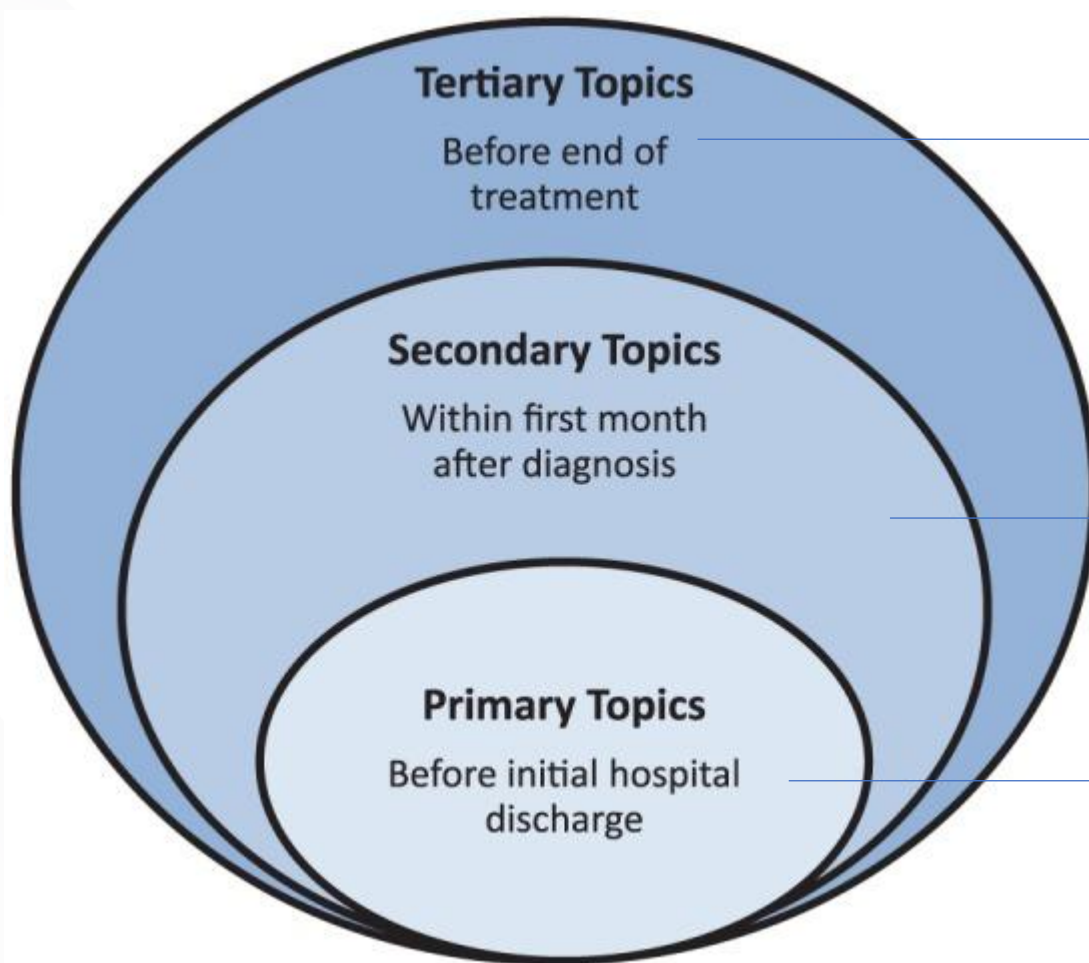 Tertiary Topics
Before end of
treatment
Secondary Topics
Within first month
after diagnosis
Primary Topics
Before initial hospital
discharge